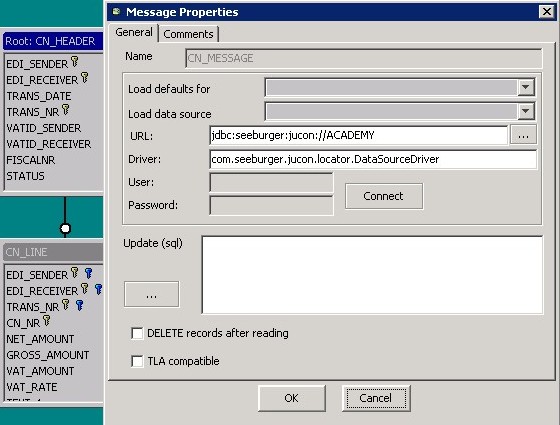 Root: CN_HEADER
EDI_SENDER
EDI_RECEIVER
TRANS_DATE
TRANS_NR
VATID_SENDER
VATID_RECEIVER
FISCALNR
STATUS
CN_LINE
EDI_SENDER
EDI_RECEIVER
TRANS_NR
CN_NR
NET_AMOUNT
GROSS_AMOUNT
VAT_AMOUNT
VAT_RATE
Message Properties
General Comments
Name CN_MESSAGE
Load defaults for
Load data source
URL: jdbc:seeburger:jucon://ACADEMY ...
Driver: com.seeburger.jucon.locator.DataSourceDriver
User:
Password:
Connect
Update (sql)
...
DELETE records after reading
TLA compatible
OK Cancel